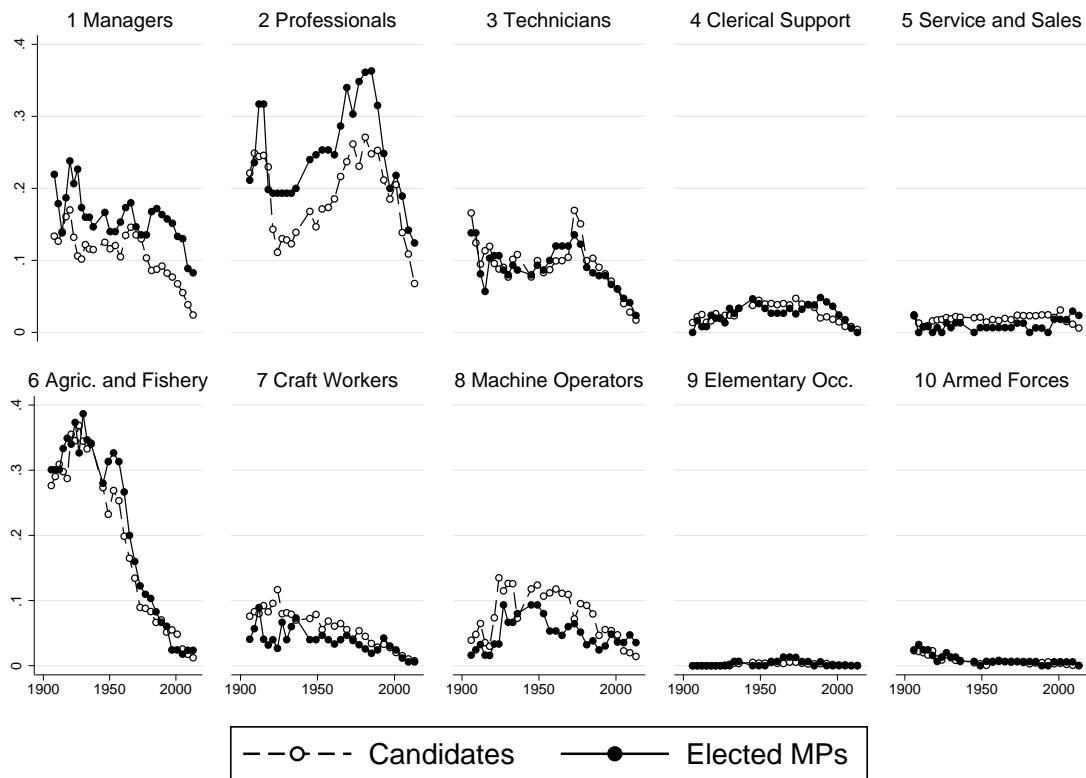 1 Managers 2 Professionals 3 Technicians 4 Clerical Support 5 Service and Sales
.4
.3
.2
.1
0
6 Agric. and Fishery 7 Craft Workers 8 Machine Operators 9 Elementary Occ. 10 Armed Forces
.4
.3
.2
.1
0
1900 1950 2000 1900 1950 2000 1900 1950 2000 1900 1950 2000 1900 1950 2000
Candidates Elected MPs